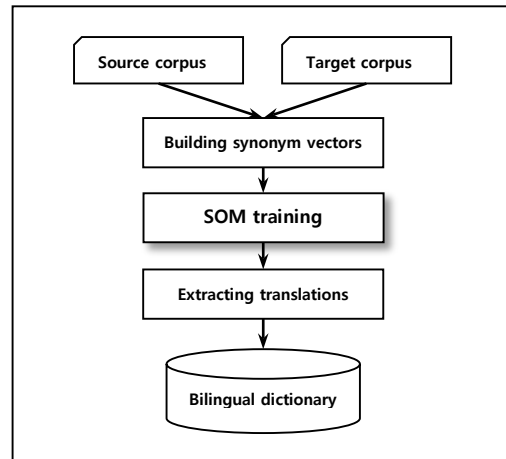 Source corpus
Target corpus
Building synonym vectors
SOM training
Extracting translations
Bilingual dictionary